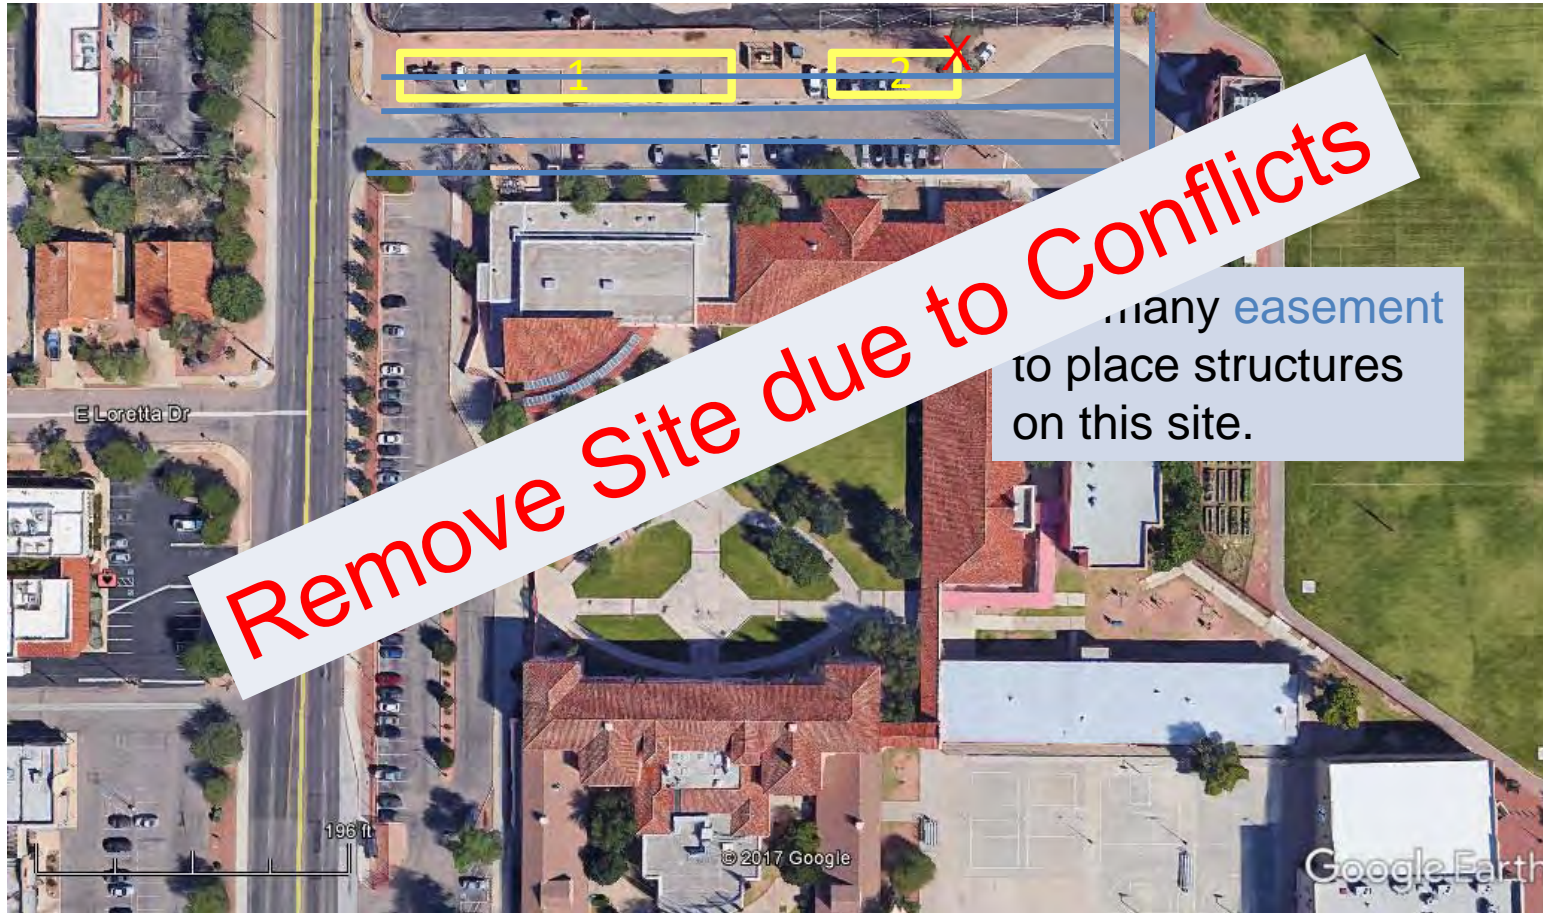 1
2
X
Remove Site due to Conflicts
many easement
to place structures
on this site.
E Loretta Dr
196 ft
© 2017 Google
Google Earth